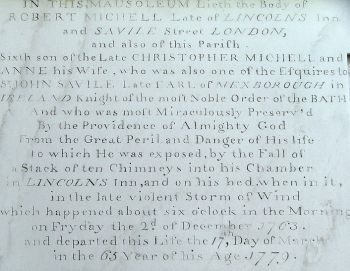 IN THIS, MAUSOLEUM Lieth the Body of
ROBERT MICHELL Late of LINCOLNS Inn
and SAVILE Street LONDON,
and also of this Pariſh.
Sixth son of the Late CHRISTOPHER MICHELL and
ANNE his Wife, who was also one of the Eſquires to
Sr. JOHN SAVILE Late EARL of MEXBOROUGH in
IRELAND Knight of the moſt Noble Order of the BATH
And who was moſt Miraculously Preserv'd
By the Providence of Almighty God
From the Great Peril and Danger of His life
to which He was exposed, by the Fall of
a Stack of ten Chimneys into his Chamber
in LINCOLNS Inn, and on his bed, when in it,
in the late violent Storm of Wind
which happened about six o'clock in the Morning
on Fryday the 2d. of December 1763.
and departed this Life the 17th Day of March
in the 63 Year of his Age 1779.